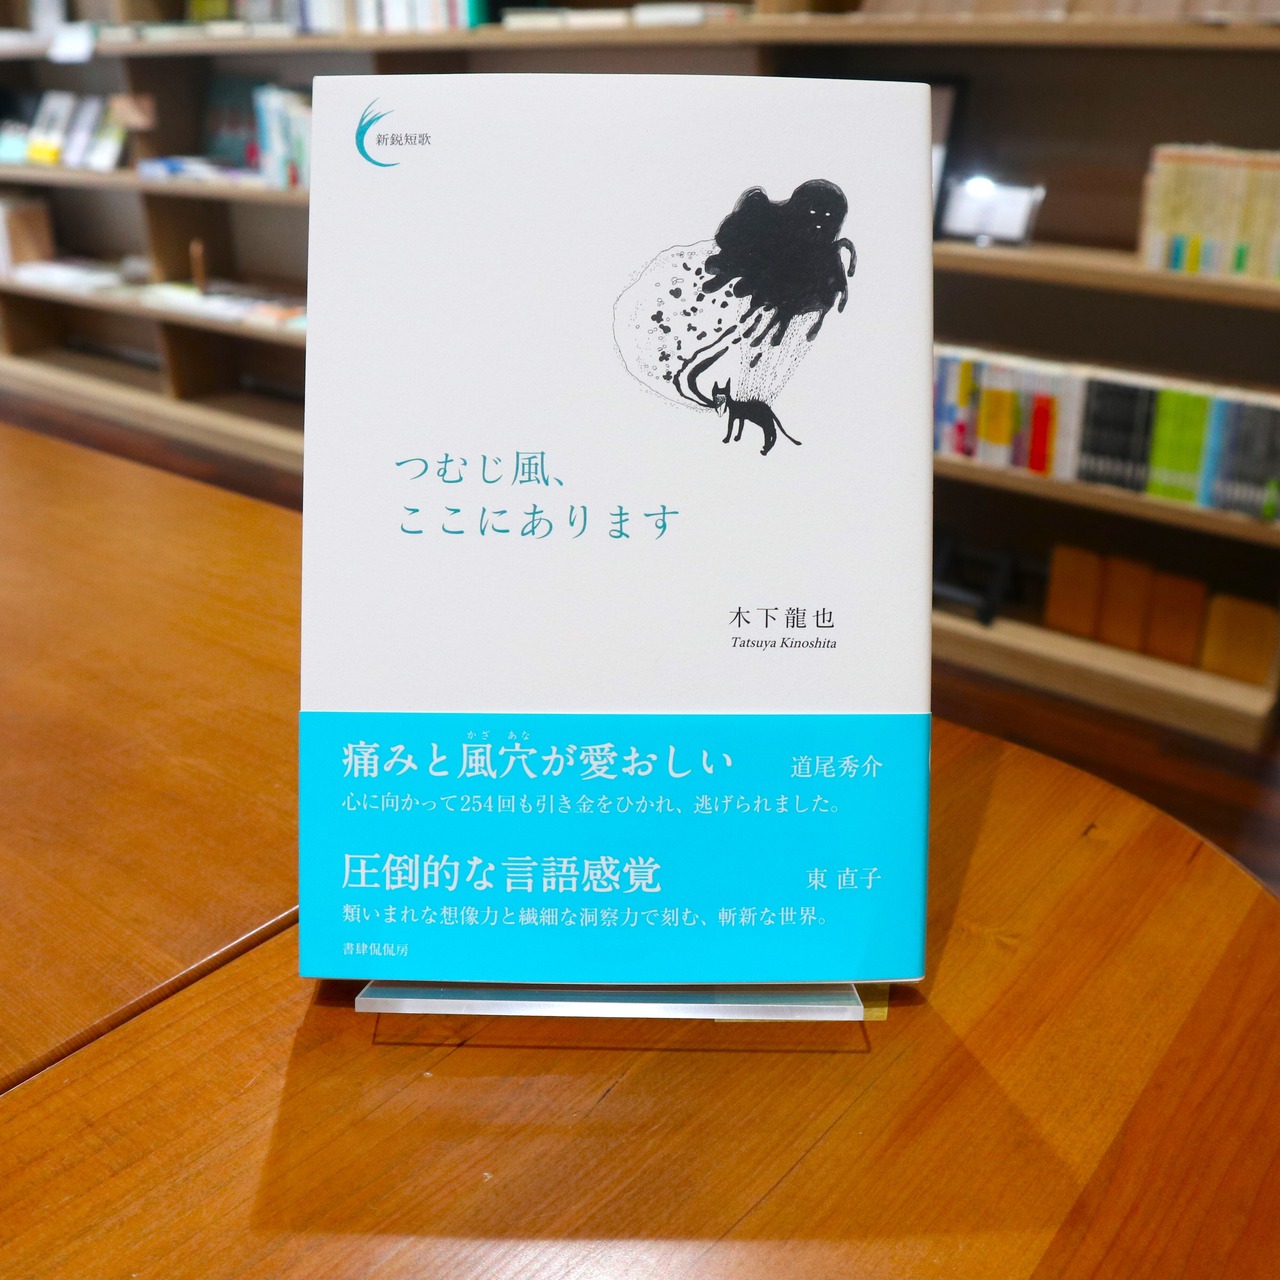 新鋭短歌
つむじ風、
ここにあります
木下龍也
Tatsuya Kinoshita
かざ あな
痛みと風穴が愛おしい 道尾秀介
心に向かって254回も引き金をひかれ、逃げられました。
圧倒的な言語感覚 東 直子
類いまれな想像力と繊細な洞察力で刻む、斬新な世界。
書肆侃侃房